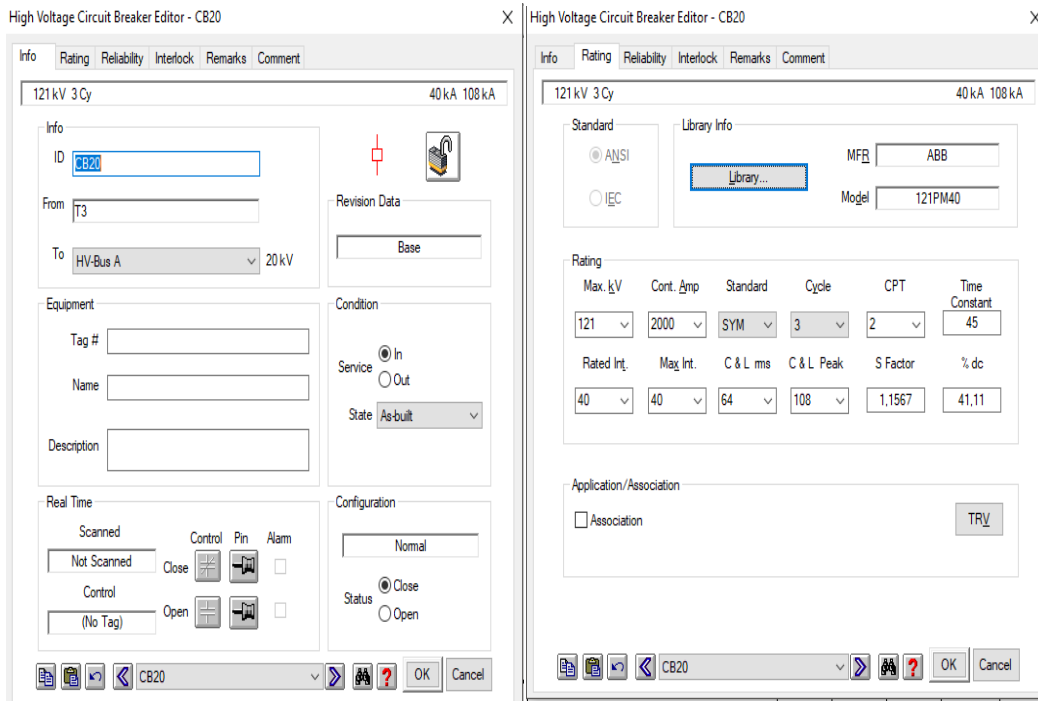 High Voltage Circuit Breaker Editor - CB20
Info Rating Reliability Interlock Remarks Comment
121 kV 3 Cy 40 kA 108 kA
Info
ID CB20
From T3
To HV-Bus A 20 kV
Revision Data
Base
Equipment
Tag #
Name
Description
Condition
Service In
Out
State As-built
Real Time
Scanned
Not Scanned
Control
(No Tag)
Control Pin Alarm
Close
Open
Configuration
Normal
Status Close
Open
CB20 ? OK Cancel
High Voltage Circuit Breaker Editor - CB20
Info Rating Reliability Interlock Remarks Comment
121 kV 3 Cy 40 kA 108 kA
Standard
ANSI
IEC
Library Info
Library...
MFR ABB
Model 121PM40
Rating
Max. kV Cont. Amp Standard Cycle CPT Time Constant
121 2000 SYM 3 2 45
Rated Int. Max Int. C & L rms C & L Peak S Factor % dc
40 40 64 108 1,1567 41,11
Application/Association
Association
TRV
CB20 ? OK Cancel